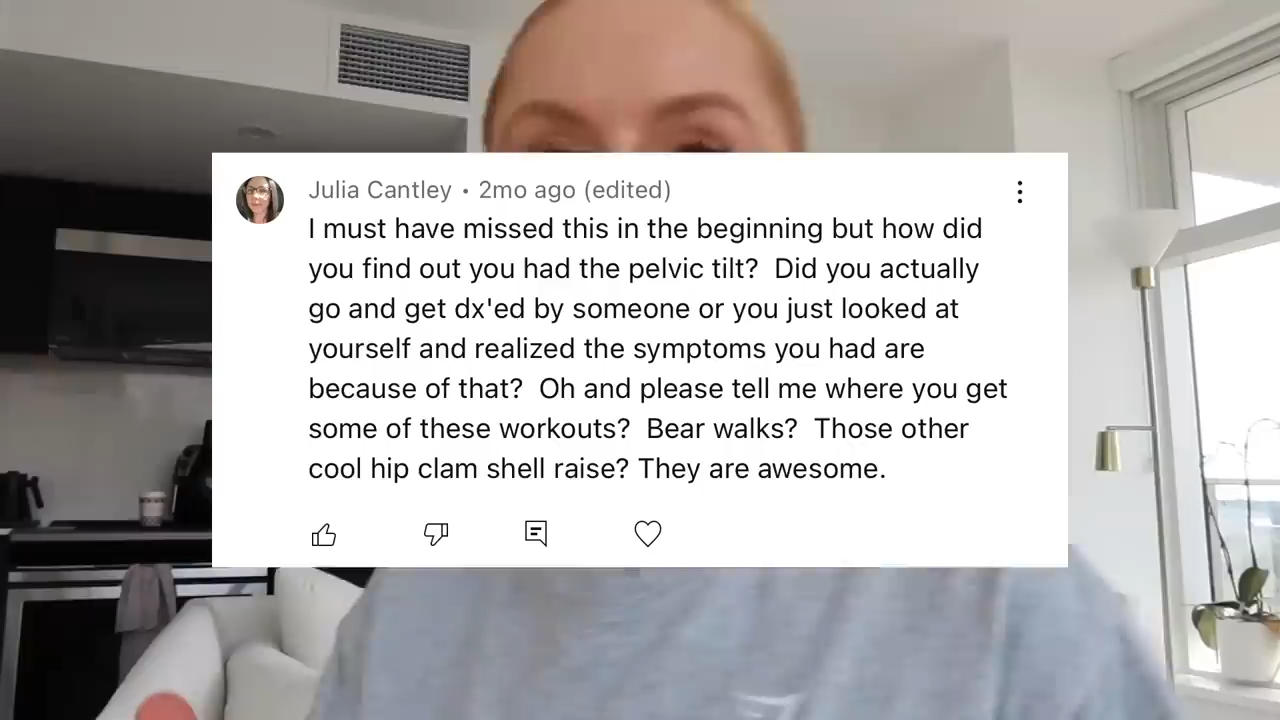 Julia Cantley • 2mo ago (edited)
I must have missed this in the beginning but how did
you find out you had the pelvic tilt?  Did you actually
go and get dx'ed by someone or you just looked at
yourself and realized the symptoms you had are
because of that?  Oh and please tell me where you get
some of these workouts?  Bear walks?  Those other
cool hip clam shell raise? They are awesome.